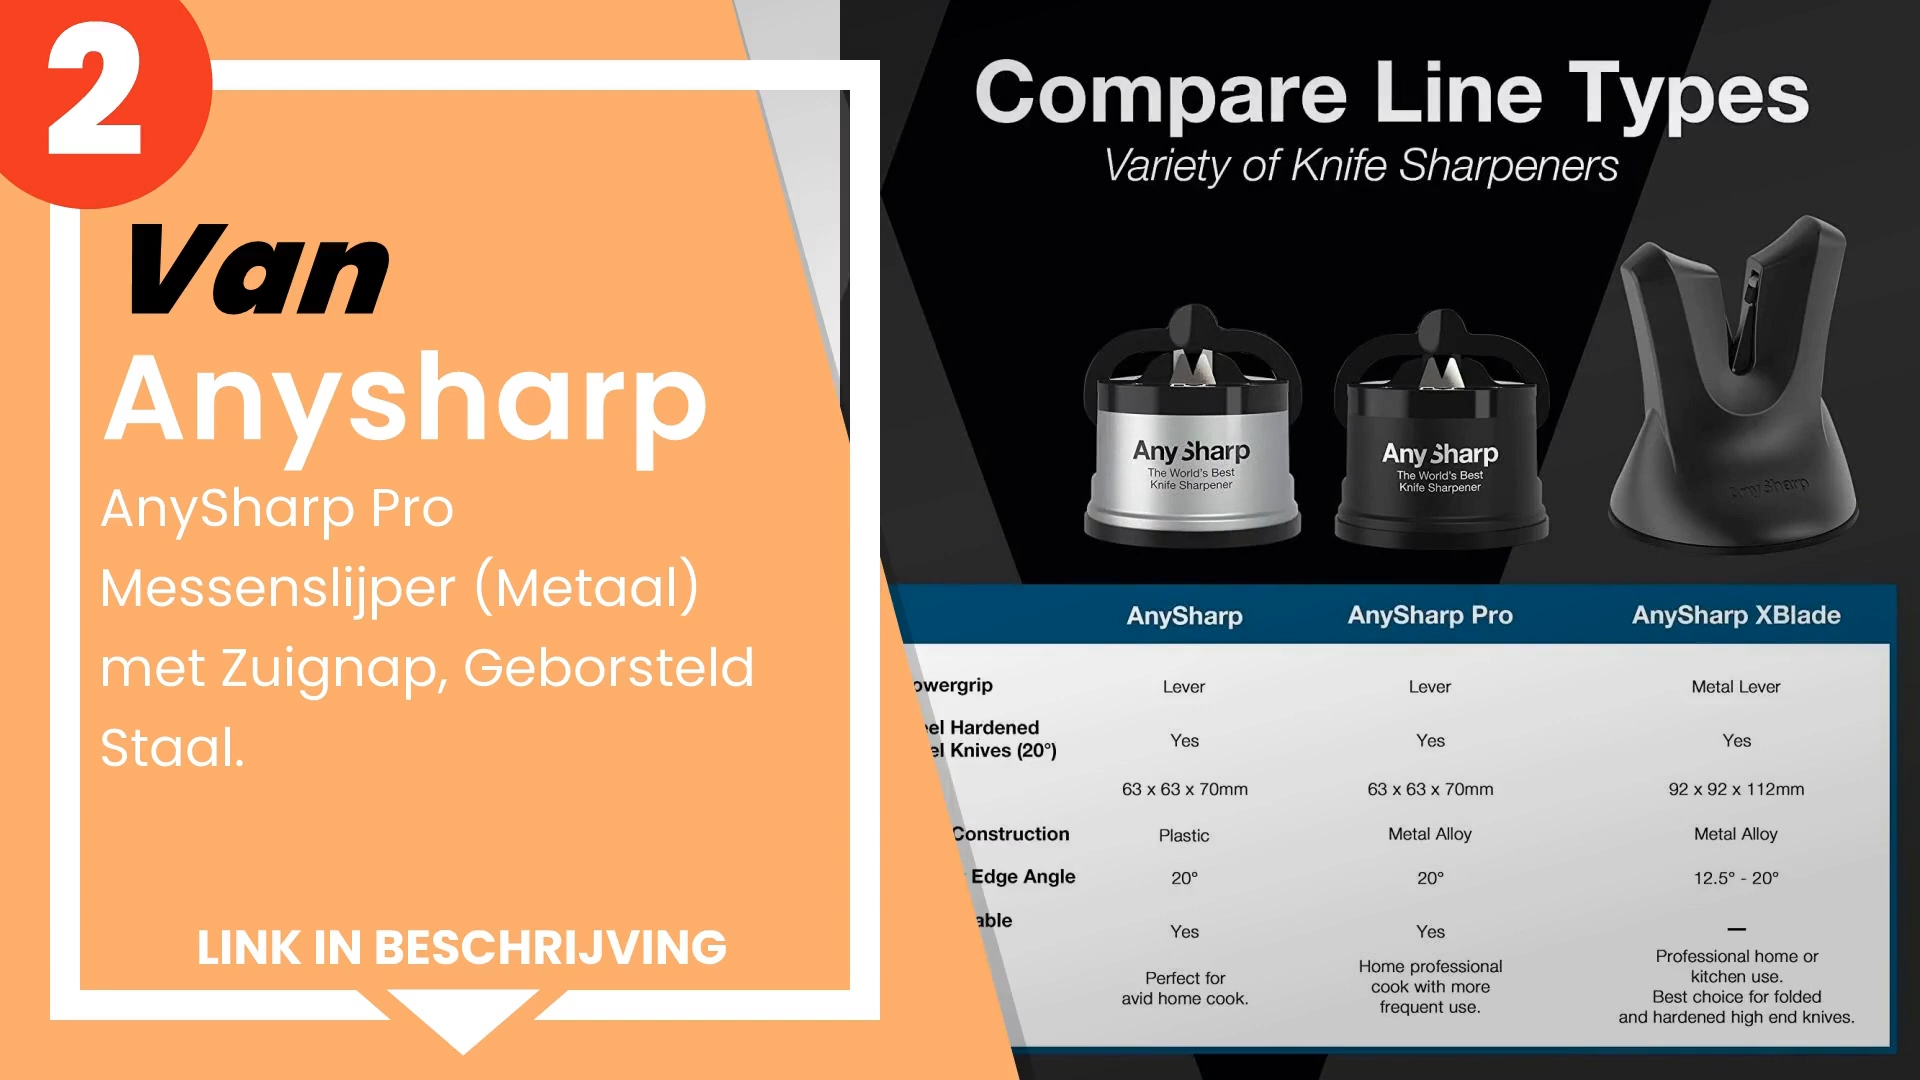 2
Van
Anysharp
AnySharp Pro
Messenslijper (Metaal)
met Zuignap, Geborsteld
Staal.
LINK IN BESCHRIJVING
Compare Line Types
Variety of Knife Sharpeners
AnySharp
The World's Best
Knife Sharpener
AnySharp
The World's Best
Knife Sharpener
AnySharp
AnySharp AnySharp Pro AnySharp XBlade
Lever Lever Metal Lever
Hardened
Knives (20°) Yes Yes Yes
63 x 63 x 70mm 63 x 63 x 70mm 92 x 92 x 112mm
Construction Plastic Metal Alloy Metal Alloy
Edge Angle 20° 20° 12.5° - 20°
Yes Yes —
Perfect for
avid home cook.
Home professional
cook with more
frequent use.
Professional home or
kitchen use.
Best choice for folded
and hardened high end knives.